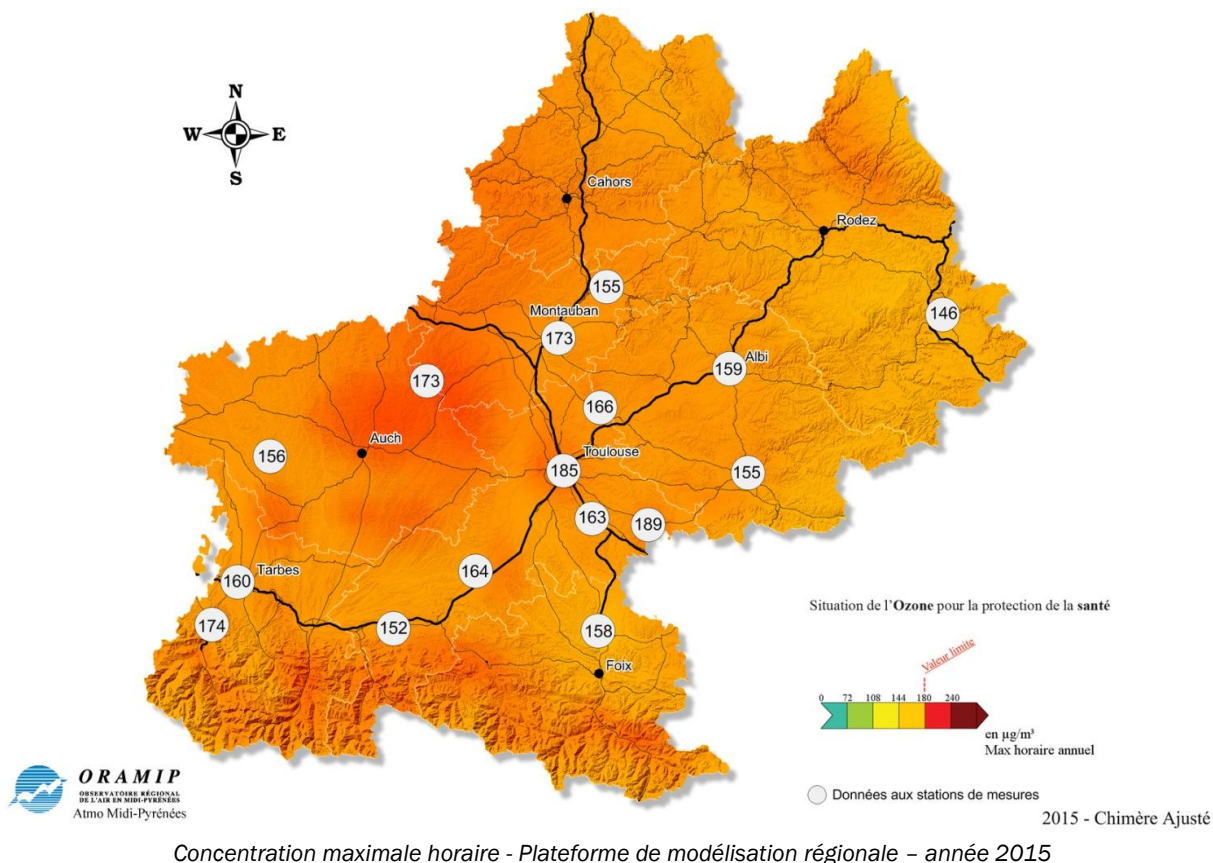 N
W E
S
Cahors
Rodez
155
Montauban
146
173
Albi
159
173
166
Auch
Toulouse
156
185
155
163
189
164
Tarbes
160
Situation de l'Ozone pour la protection de la santé
174
152
158
Foix
Valeur limite
0 72 108 144 180 240
en µg/m³
Max horaire annuel
ORAMIP
OBSERVATOIRE RÉGIONAL
DE L'AIR EN MIDI-PYRÉNÉES
Atmo Midi-Pyrénées
Données aux stations de mesures
2015 - Chimère Ajusté
Concentration maximale horaire - Plateforme de modélisation régionale – année 2015